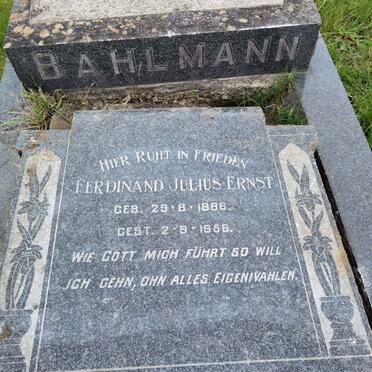 BAHLMANN
HIER RUHT IN FRIEDEN
FERDINAND JULIUS ERNST
GEB. 29·8·1886.
GEST. 2·9·1956.
WIE GOTT MICH FÜHRT SO WILL
ICH GEHN, OHN ALLES EIGENWAHLEN.